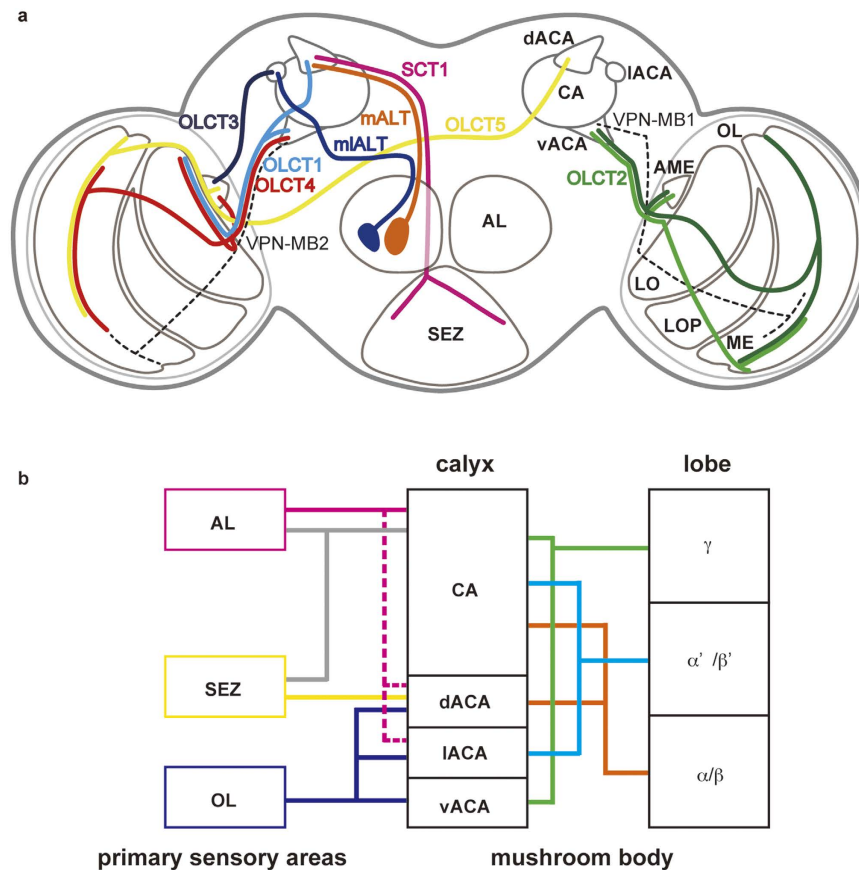 a
dACA
SCT1
lACA
CA
mALT
VPN-MB1
OLCT3
OLCT5
OL
mlALT
vACA
OLCT1
AME
OLCT2
OLCT4
AL
VPN-MB2
LO
LOP
SEZ
ME
calyx
lobe
b
AL
γ
CA
α' /β'
SEZ
dACA
lACA
α/β
OL
vACA
primary sensory areas
mushroom body